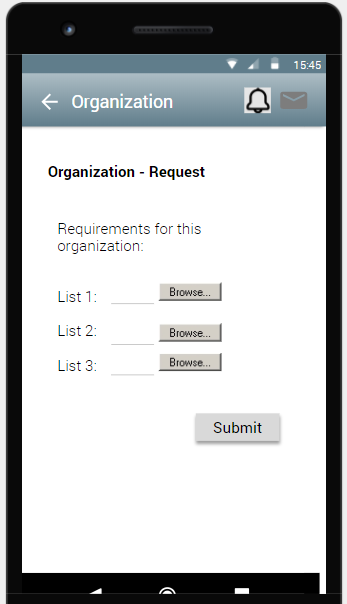 15:45
Organization
Organization - Request
Requirements for this
organization:
List 1: Browse...
List 2: Browse...
List 3: Browse...
Submit